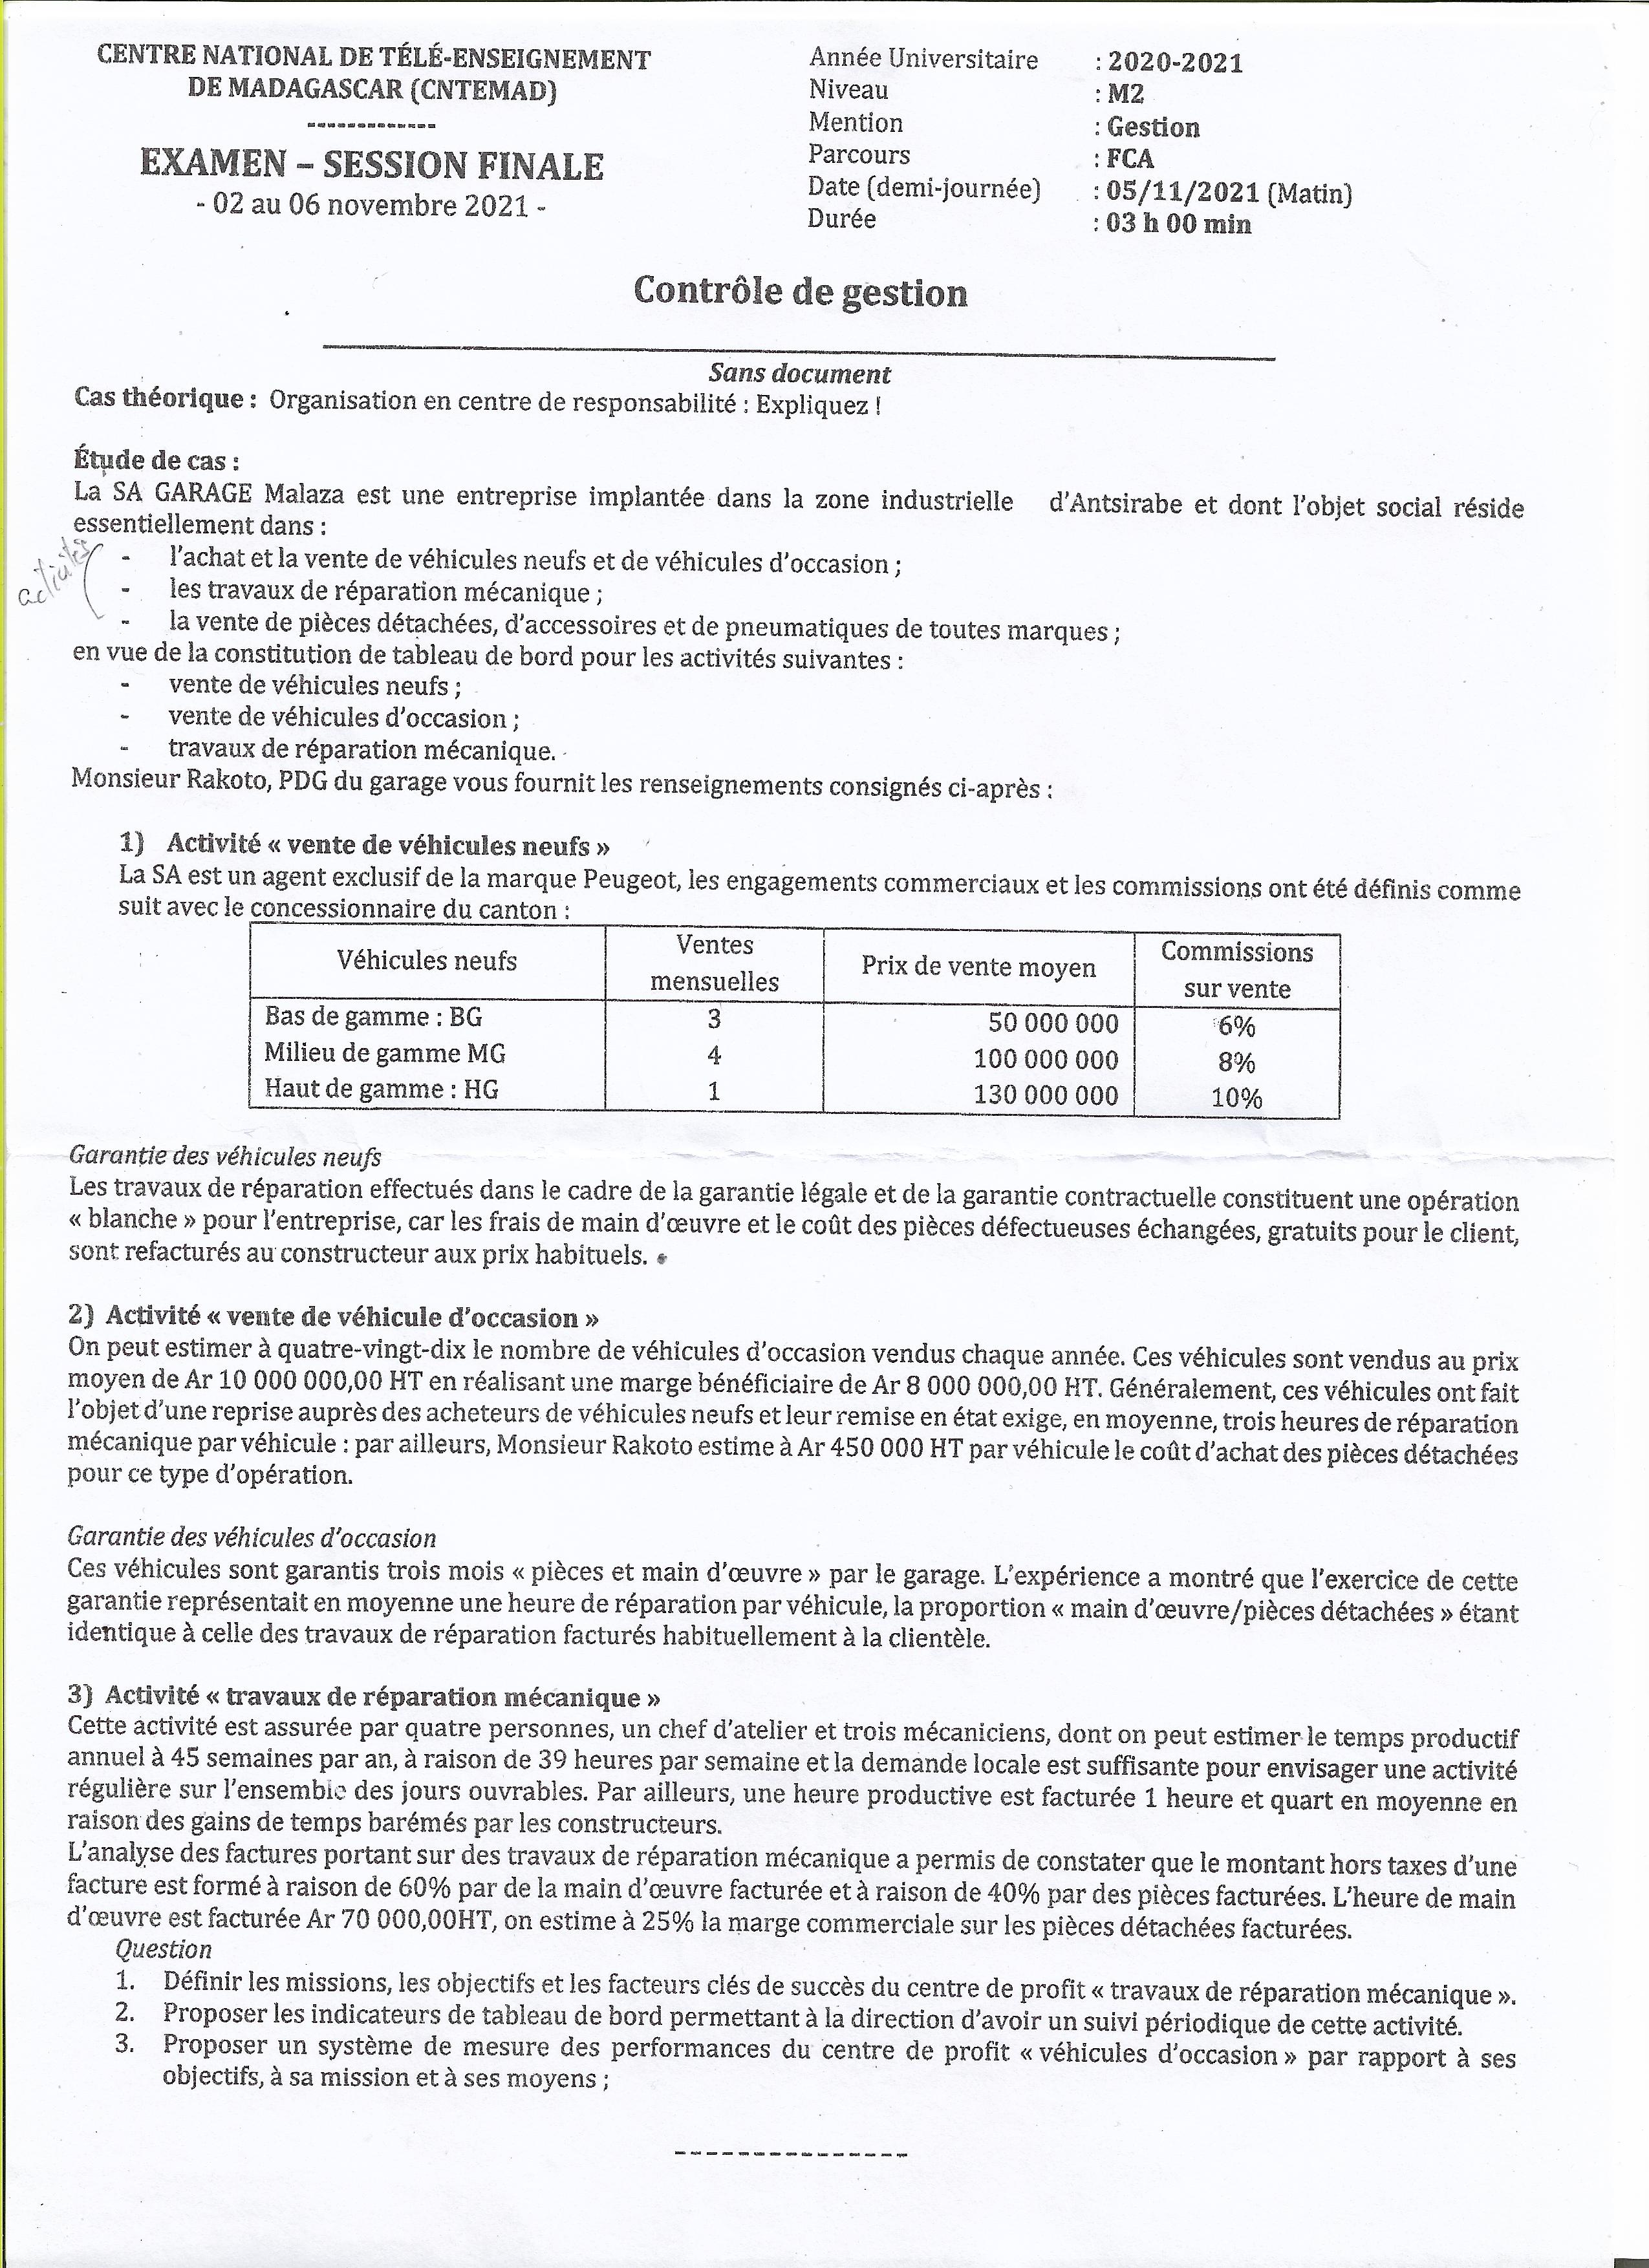 CENTRE NATIONAL DE TÉLÉ-ENSEIGNEMENT
DE MADAGASCAR (CNTEMAD)
-------------
EXAMEN – SESSION FINALE
- 02 au 06 novembre 2021 -
Année Universitaire : 2020-2021
Niveau : M2
Mention : Gestion
Parcours : FCA
Date (demi-journée) : 05/11/2021 (Matin)
Durée : 03 h 00 min
Contrôle de gestion
Sans document
Cas théorique : Organisation en centre de responsabilité : Expliquez !
Étude de cas :
La SA GARAGE Malaza est une entreprise implantée dans la zone industrielle d'Antsirabe et dont l'objet social réside
essentiellement dans :
activités
- l'achat et la vente de véhicules neufs et de véhicules d'occasion ;
- les travaux de réparation mécanique ;
- la vente de pièces détachées, d'accessoires et de pneumatiques de toutes marques ;
en vue de la constitution de tableau de bord pour les activités suivantes :
- vente de véhicules neufs ;
- vente de véhicules d'occasion ;
- travaux de réparation mécanique.
Monsieur Rakoto, PDG du garage vous fournit les renseignements consignés ci-après :
1) Activité « vente de véhicules neufs »
La SA est un agent exclusif de la marque Peugeot, les engagements commerciaux et les commissions ont été définis comme
suit avec le concessionnaire du canton :
Véhicules neufs | Ventes mensuelles | Prix de vente moyen | Commissions sur vente
Bas de gamme : BG | 3 | 50 000 000 | 6%
Milieu de gamme MG | 4 | 100 000 000 | 8%
Haut de gamme : HG | 1 | 130 000 000 | 10%
Garantie des véhicules neufs
Les travaux de réparation effectués dans le cadre de la garantie légale et de la garantie contractuelle constituent une opération
« blanche » pour l'entreprise, car les frais de main d'œuvre et le coût des pièces défectueuses échangées, gratuits pour le client,
sont refacturés au constructeur aux prix habituels.
2) Activité « vente de véhicule d'occasion »
On peut estimer à quatre-vingt-dix le nombre de véhicules d'occasion vendus chaque année. Ces véhicules sont vendus au prix
moyen de Ar 10 000 000,00 HT en réalisant une marge bénéficiaire de Ar 8 000 000,00 HT. Généralement, ces véhicules ont fait
l'objet d'une reprise auprès des acheteurs de véhicules neufs et leur remise en état exige, en moyenne, trois heures de réparation
mécanique par véhicule : par ailleurs, Monsieur Rakoto estime à Ar 450 000 HT par véhicule le coût d'achat des pièces détachées
pour ce type d'opération.
Garantie des véhicules d'occasion
Ces véhicules sont garantis trois mois « pièces et main d'œuvre » par le garage. L'expérience a montré que l'exercice de cette
garantie représentait en moyenne une heure de réparation par véhicule, la proportion « main d'œuvre/pièces détachées » étant
identique à celle des travaux de réparation facturés habituellement à la clientèle.
3) Activité « travaux de réparation mécanique »
Cette activité est assurée par quatre personnes, un chef d'atelier et trois mécaniciens, dont on peut estimer le temps productif
annuel à 45 semaines par an, à raison de 39 heures par semaine et la demande locale est suffisante pour envisager une activité
régulière sur l'ensemble des jours ouvrables. Par ailleurs, une heure productive est facturée 1 heure et quart en moyenne en
raison des gains de temps barémés par les constructeurs.
L'analyse des factures portant sur des travaux de réparation mécanique a permis de constater que le montant hors taxes d'une
facture est formé à raison de 60% par de la main d'œuvre facturée et à raison de 40% par des pièces facturées. L'heure de main
d'œuvre est facturée Ar 70 000,00HT, on estime à 25% la marge commerciale sur les pièces détachées facturées.
Question
1. Définir les missions, les objectifs et les facteurs clés de succès du centre de profit « travaux de réparation mécanique ».
2. Proposer les indicateurs de tableau de bord permettant à la direction d'avoir un suivi périodique de cette activité.
3. Proposer un système de mesure des performances du centre de profit « véhicules d'occasion » par rapport à ses
objectifs, à sa mission et à ses moyens ;
---------------